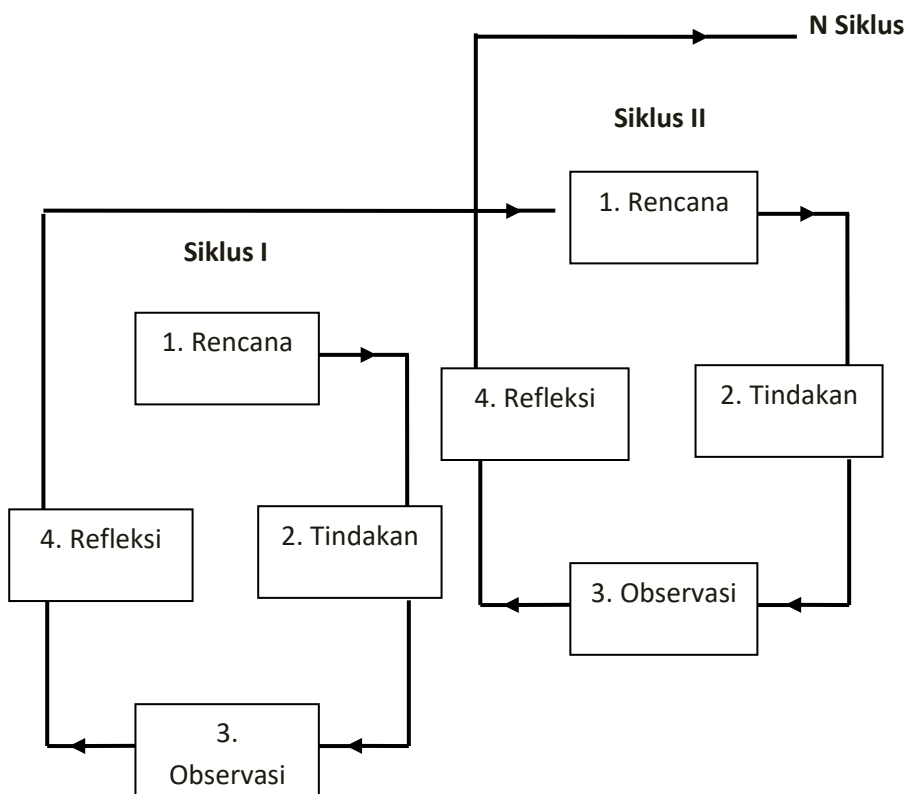 N Siklus
Siklus II
1. Rencana
Siklus I
1. Rencana
4. Refleksi
2. Tindakan
4. Refleksi
2. Tindakan
3. Observasi
3.
Observasi